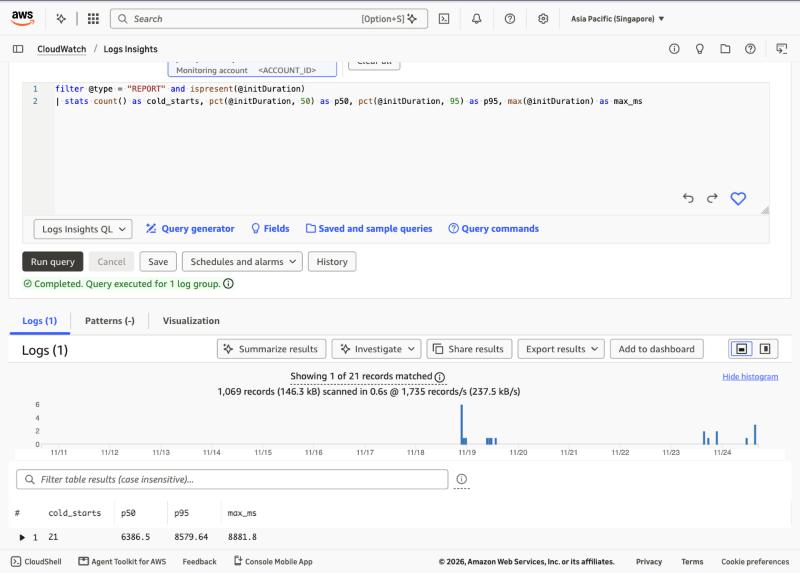 aws
Search
[Option+S]
Asia Pacific (Singapore)
CloudWatch / Logs Insights
Monitoring account <ACCOUNT_ID>
1 filter @type = "REPORT" and ispresent(@initDuration)
2 | stats count() as cold_starts, pct(@initDuration, 50) as p50, pct(@initDuration, 95) as p95, max(@initDuration) as max_ms
Logs Insights QL
Query generator
Fields
Saved and sample queries
Query commands
Run query
Cancel
Save
Schedules and alarms
History
Completed. Query executed for 1 log group.
Logs (1)
Patterns (-)
Visualization
Logs (1)
Summarize results
Investigate
Share results
Export results
Add to dashboard
Showing 1 of 21 records matched
Hide histogram
1,069 records (146.3 kB) scanned in 0.6s @ 1,735 records/s (237.5 kB/s)
6
4
2
0
11/11 11/12 11/13 11/14 11/15 11/16 11/17 11/18 11/19 11/20 11/21 11/22 11/23 11/24
Filter table results (case insensitive)...
# cold_starts p50 p95 max_ms
1 21 6386.5 8579.64 8881.8
CloudShell
Agent Toolkit for AWS
Feedback
Console Mobile App
© 2026, Amazon Web Services, Inc. or its affiliates.
Privacy
Terms
Cookie preferences